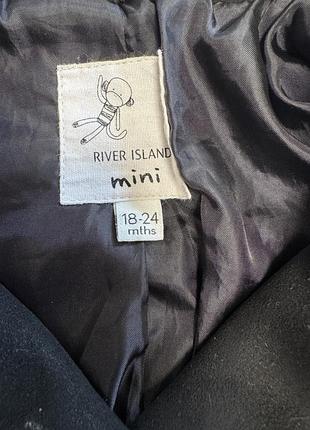 RIVER ISLAND
mini
18-24
mths